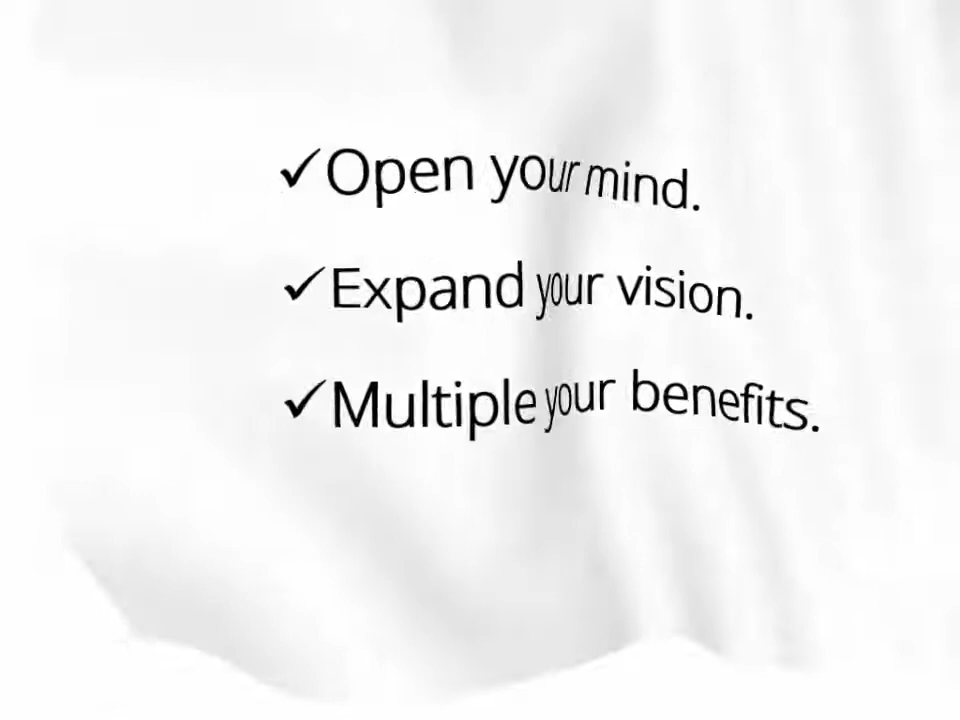 ✓Open your mind.
✓Expand your vision.
✓Multiple your benefits.